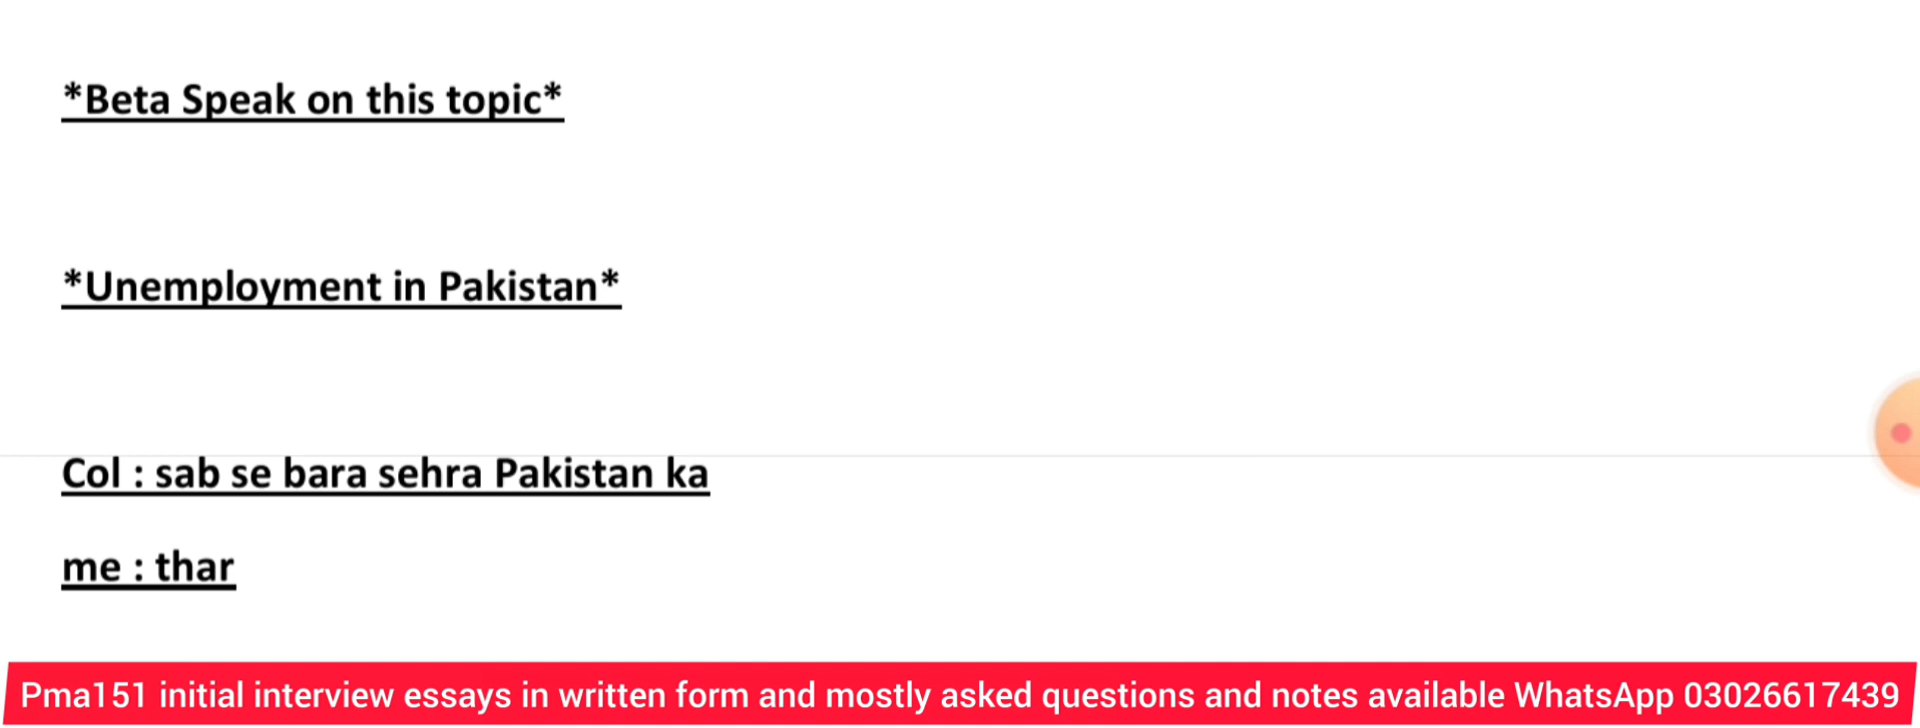 *Beta Speak on this topic*
*Unemployment in Pakistan*
Col : sab se bara sehra Pakistan ka
me : thar
Pma151 initial interview essays in written form and mostly asked questions and notes available WhatsApp 03026617439